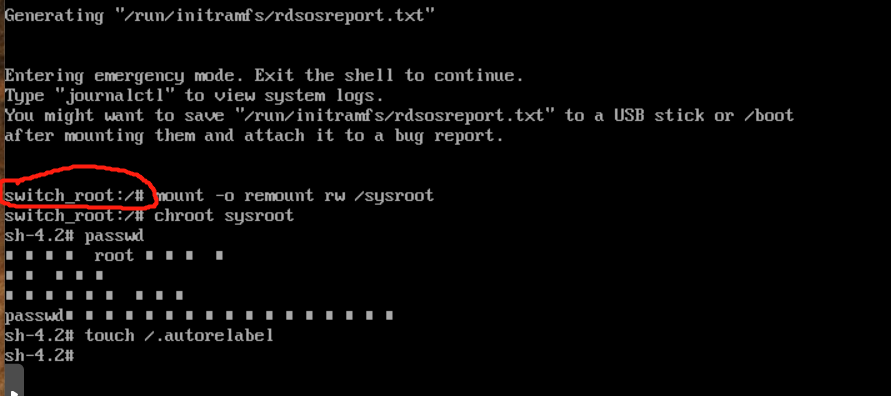 Generating "/run/initramfs/rdsosreport.txt"
Entering emergency mode. Exit the shell to continue.
Type "journalctl" to view system logs.
You might want to save "/run/initramfs/rdsosreport.txt" to a USB stick or /boot
after mounting them and attach it to a bug report.
switch_root:/# mount -o remount rw /sysroot
switch_root:/# chroot sysroot
sh-4.2# passwd
root
passwd
sh-4.2# touch /.autorelabel
sh-4.2#